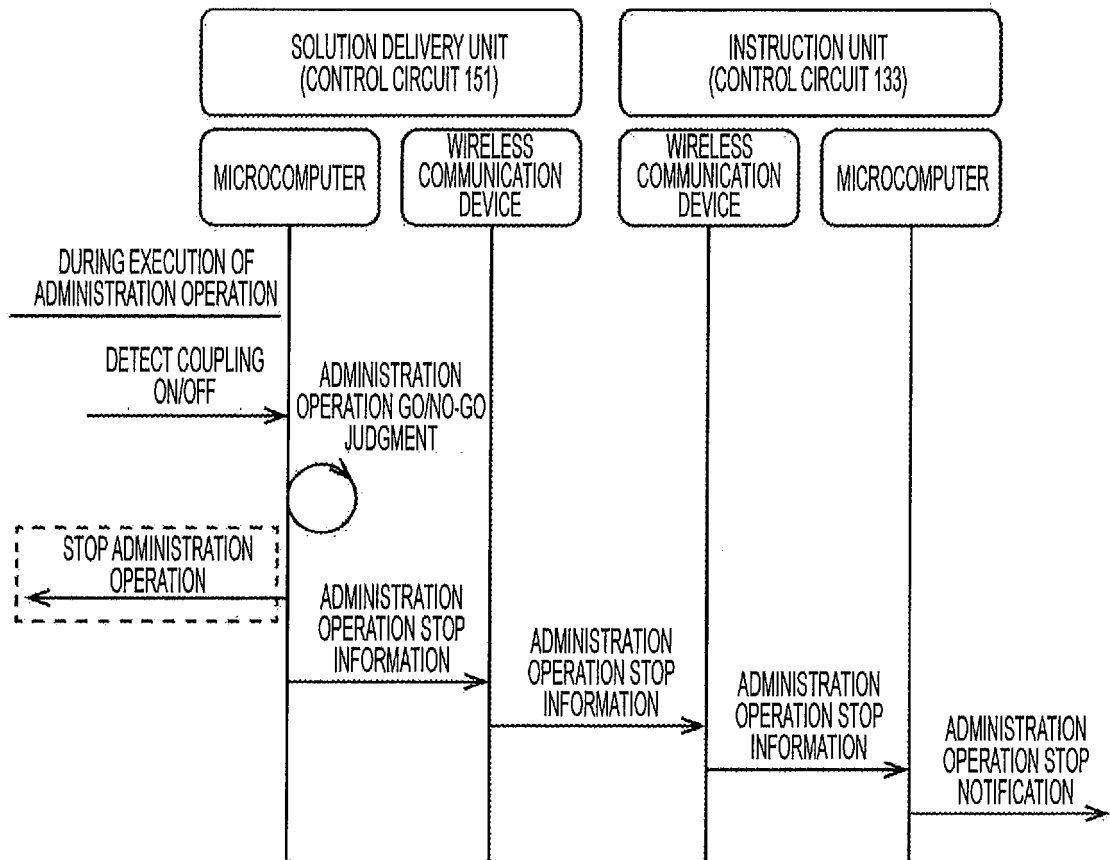 SOLUTION DELIVERY UNIT
(CONTROL CIRCUIT 151)
INSTRUCTION UNIT
(CONTROL CIRCUIT 133)
MICROCOMPUTER
WIRELESS
COMMUNICATION
DEVICE
WIRELESS
COMMUNICATION
DEVICE
MICROCOMPUTER
DURING EXECUTION OF
ADMINISTRATION OPERATION
DETECT COUPLING
ON/OFF
ADMINISTRATION
OPERATION GO/NO-GO
JUDGMENT
STOP ADMINISTRATION
OPERATION
ADMINISTRATION
OPERATION STOP
INFORMATION
ADMINISTRATION
OPERATION STOP
INFORMATION
ADMINISTRATION
OPERATION STOP
INFORMATION
ADMINISTRATION
OPERATION STOP
NOTIFICATION